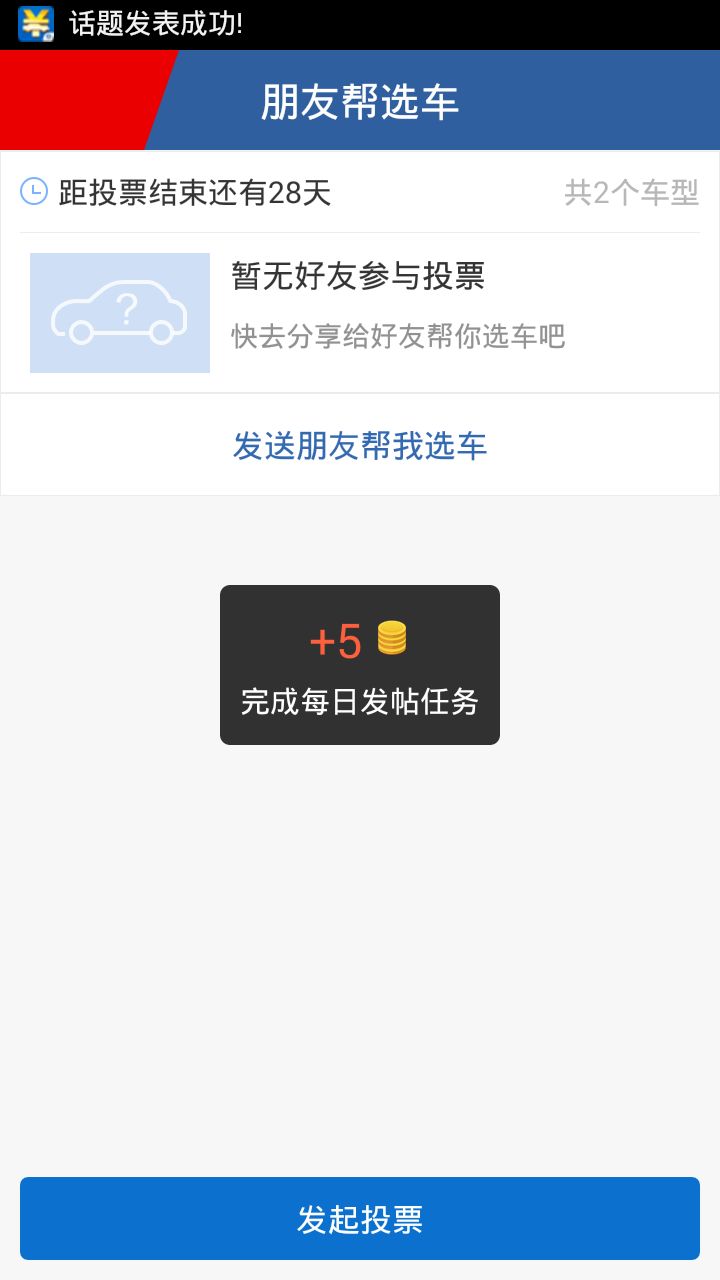 话题发表成功!
朋友帮选车
距投票结束还有28天
共2个车型
?
暂无好友参与投票
快去分享给好友帮你选车吧
发送朋友帮我选车
+5
完成每日发帖任务
发起投票